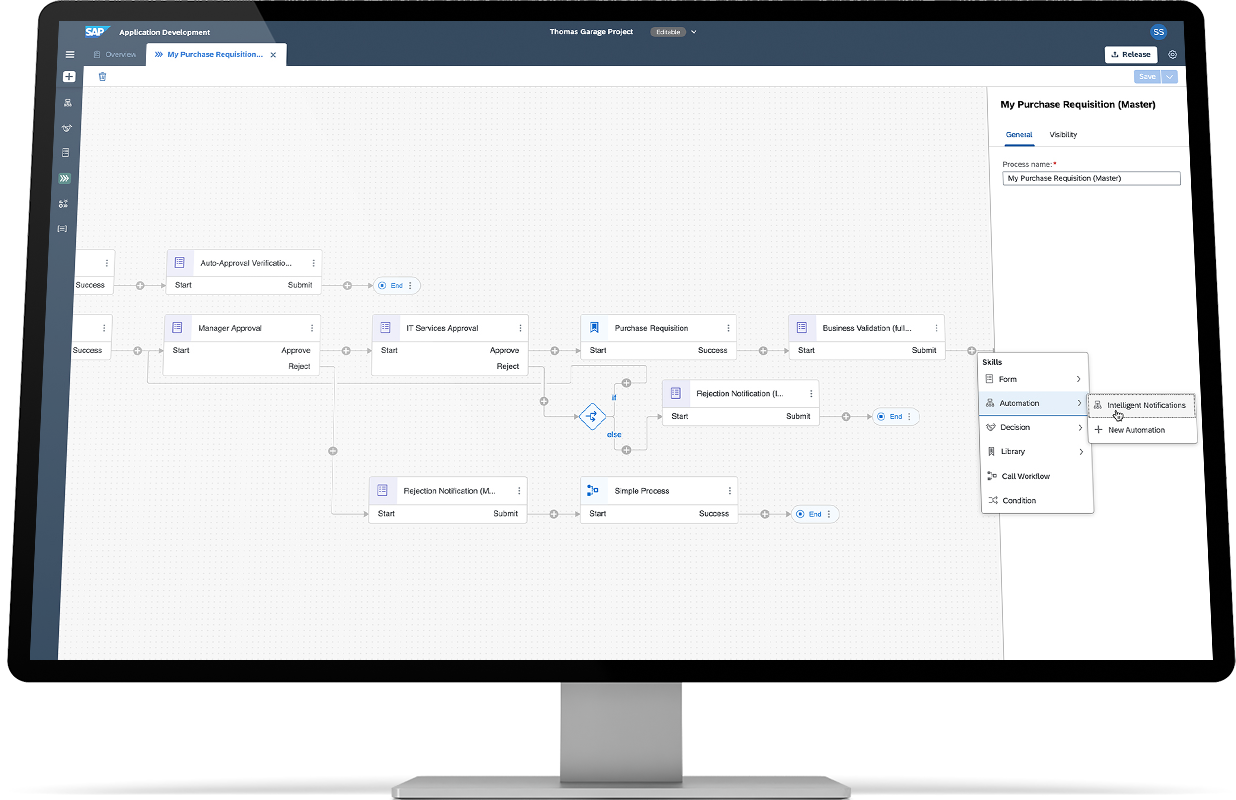 SAP Application Development
Thomas Garage Project Editable
SS
Overview
My Purchase Requisition...
Release
Save
My Purchase Requisition (Master)
General Visibility
Process name:*
My Purchase Requisition (Master)
Success
Auto-Approval Verificatio...
Start Submit
End
Success
Manager Approval
Start Approve
Reject
IT Services Approval
Start Approve
Reject
Purchase Requisition
Start Success
Business Validation (full...
Start Submit
if
else
Rejection Notification (I...
Start Submit
End
Rejection Notification (M...
Start Submit
Simple Process
Start Success
End
Skills
Form
Automation
Decision
Library
Call Workflow
Condition
Intelligent Notifications
New Automation